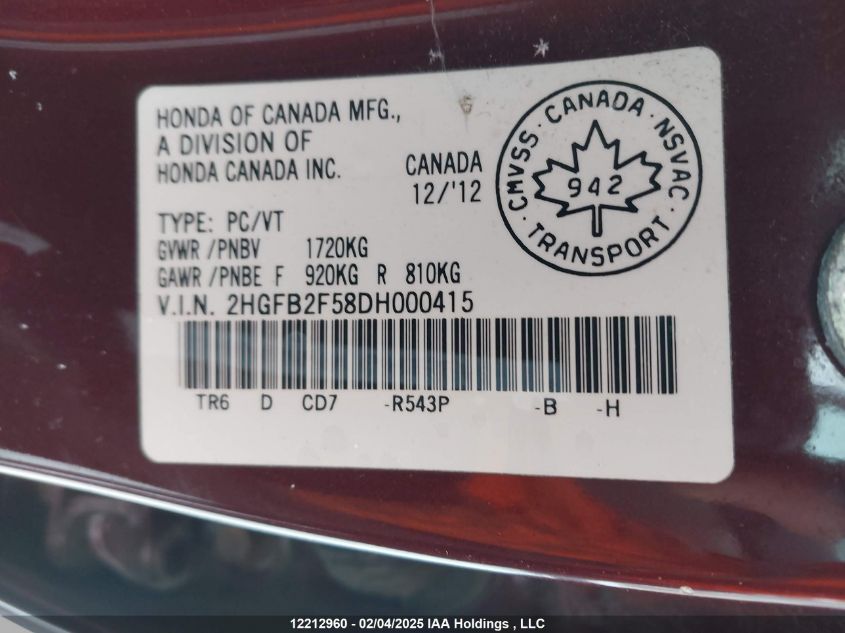 HONDA OF CANADA MFG.,
A DIVISION OF
HONDA CANADA INC.
CANADA
12/'12
TYPE: PC/VT
GVWR /PNBV 1720KG
GAWR /PNBE F 920KG R 810KG
V.I.N. 2HGFB2F58DH000415
TR6 D CD7 -R543P -B -H
CMVSS · CANADA · NSVAC · TRANSPORT ·
942
12212960 - 02/04/2025 IAA Holdings , LLC